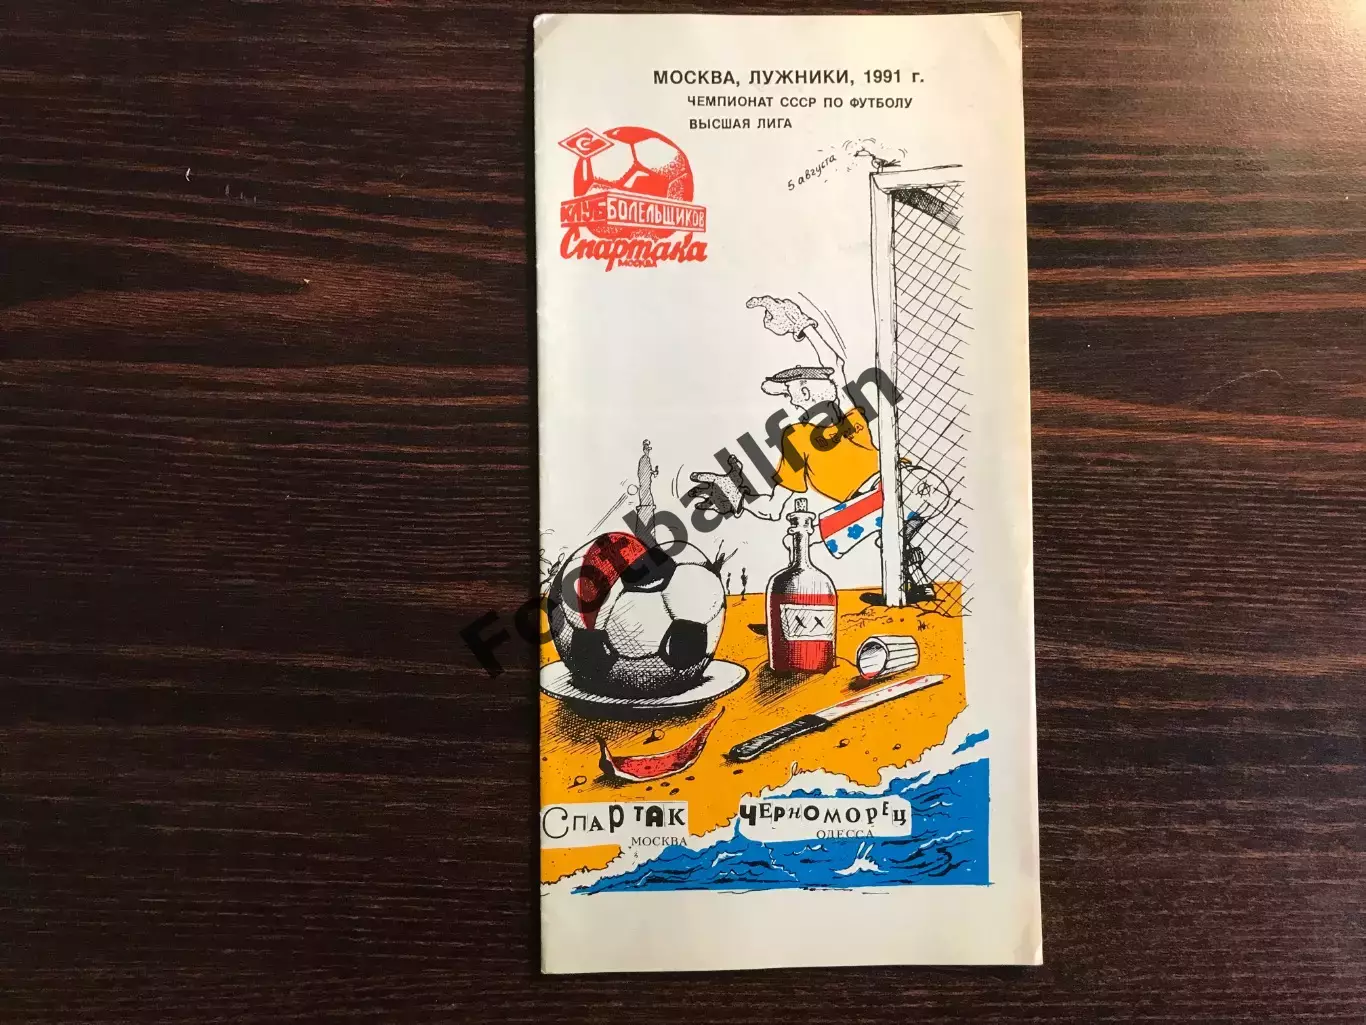 МОСКВА, ЛУЖНИКИ, 1991 г.
ЧЕМПИОНАТ СССР ПО ФУТБОЛУ
ВЫСШАЯ ЛИГА
5 августа
С
КЛУБ БОЛЕЛЬЩИКОВ
Спартака
МОСКВА
Footballfan
XX
СПАРТАК
МОСКВА
ЧЕРНОМОРЕЦ
ОДЕССА